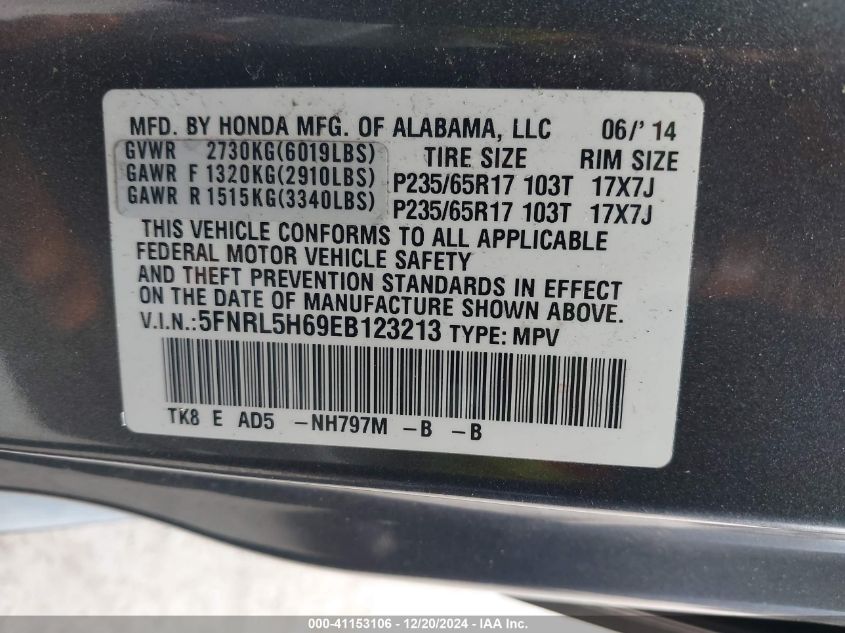 MFD. BY HONDA MFG. OF ALABAMA, LLC 06/' 14
GVWR 2730KG(6019LBS) TIRE SIZE RIM SIZE
GAWR F 1320KG(2910LBS) P235/65R17 103T 17X7J
GAWR R 1515KG(3340LBS) P235/65R17 103T 17X7J
THIS VEHICLE CONFORMS TO ALL APPLICABLE
FEDERAL MOTOR VEHICLE SAFETY
AND THEFT PREVENTION STANDARDS IN EFFECT
ON THE DATE OF MANUFACTURE SHOWN ABOVE.
V.I.N.:5FNRL5H69EB123213 TYPE: MPV
TK8 E AD5 -NH797M -B -B
000-41153106 - 12/20/2024 - IAA Inc.